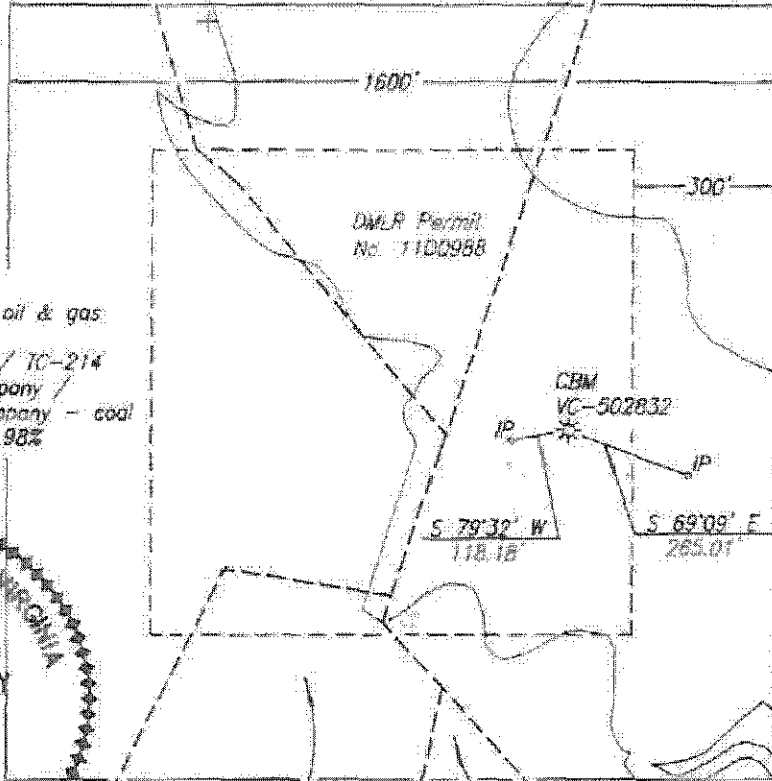 1600'
300'
DMLR Permit
No. 1100988
oil & gas
/ TC-214
pany /
mpany - coal
98%
CBM
VC-502832
IP
IP
S 79°32' W
118.18'
S 69°09' E
265.01'
VIRGINIA